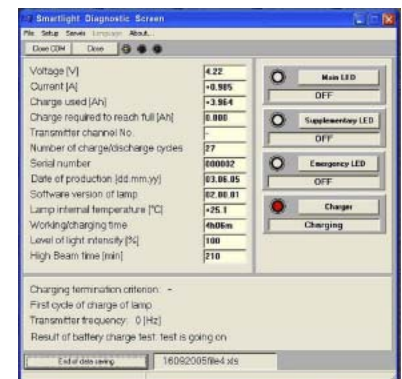 Smartlight Diagnostic Screen
File Setup Servis Language About...
Close COM Close
Voltage [V] 4.22
Current [A] +0.985
Charge used [Ah] -3.964
Charge required to reach full [Ah] 0.000
Transmitter channel No. -
Number of charge/discharge cycles 27
Serial number 000002
Date of production [dd.mm.yy] 03.06.05
Software version of lamp 02.00.01
Lamp internal temperature [°C] +25.1
Working/charging time 4h06m
Level of light intensity [%] 100
High Beam time [min] 210
Main LED
OFF
Supplementary LED
OFF
Emergency LED
OFF
Charger
Charging
Charging termination criterion: -
First cycle of charge of lamp
Transmitter frequency: 0 [Hz]
Result of battery charge test: test is going on
End of data saving 16092005file4.xls